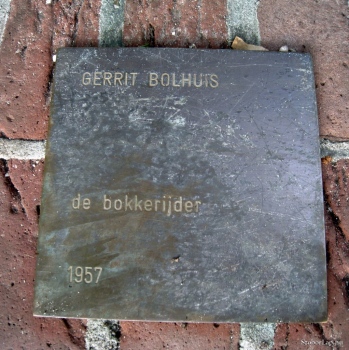 GERRIT BOLHUIS
de bokkerijder
1957